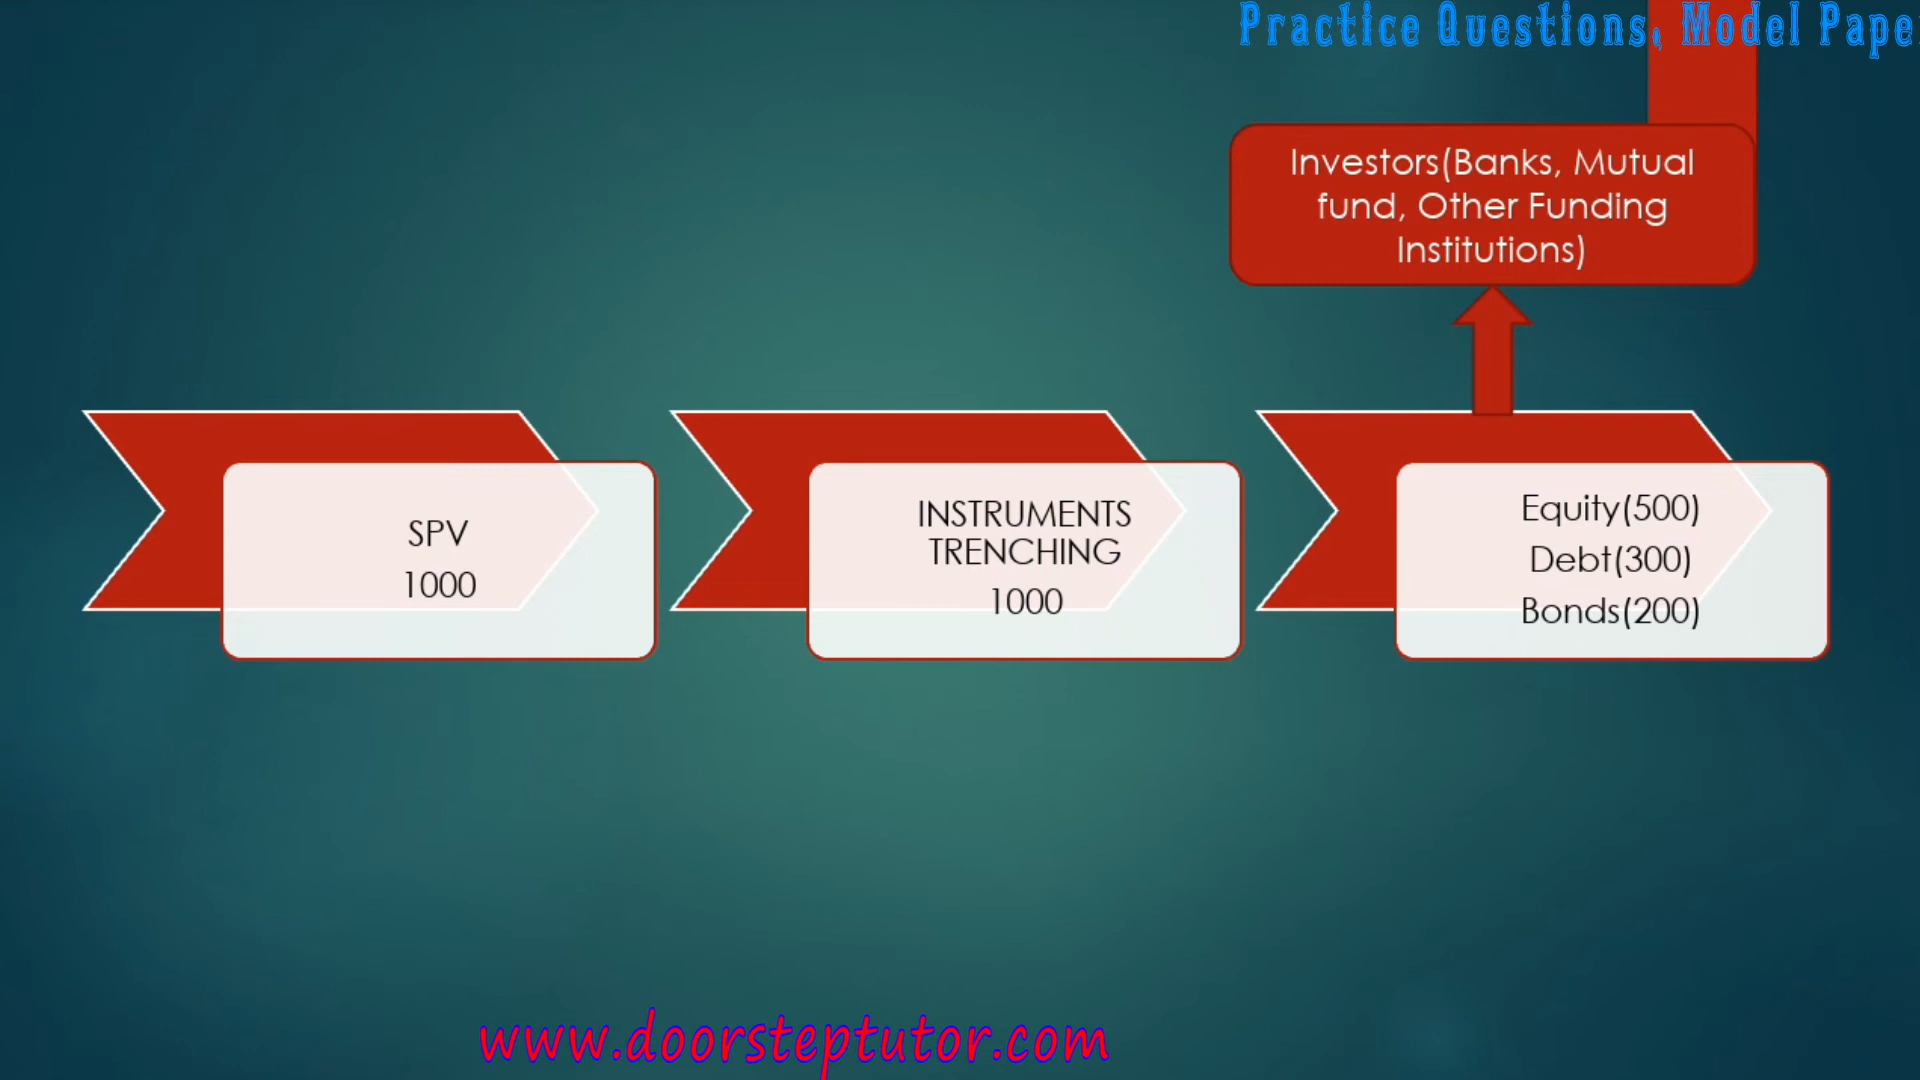 Practice Questions, Model Pape
Investors(Banks, Mutual
fund, Other Funding
Institutions)
SPV
1000
INSTRUMENTS
TRENCHING
1000
Equity(500)
Debt(300)
Bonds(200)
www.doorsteptutor.com